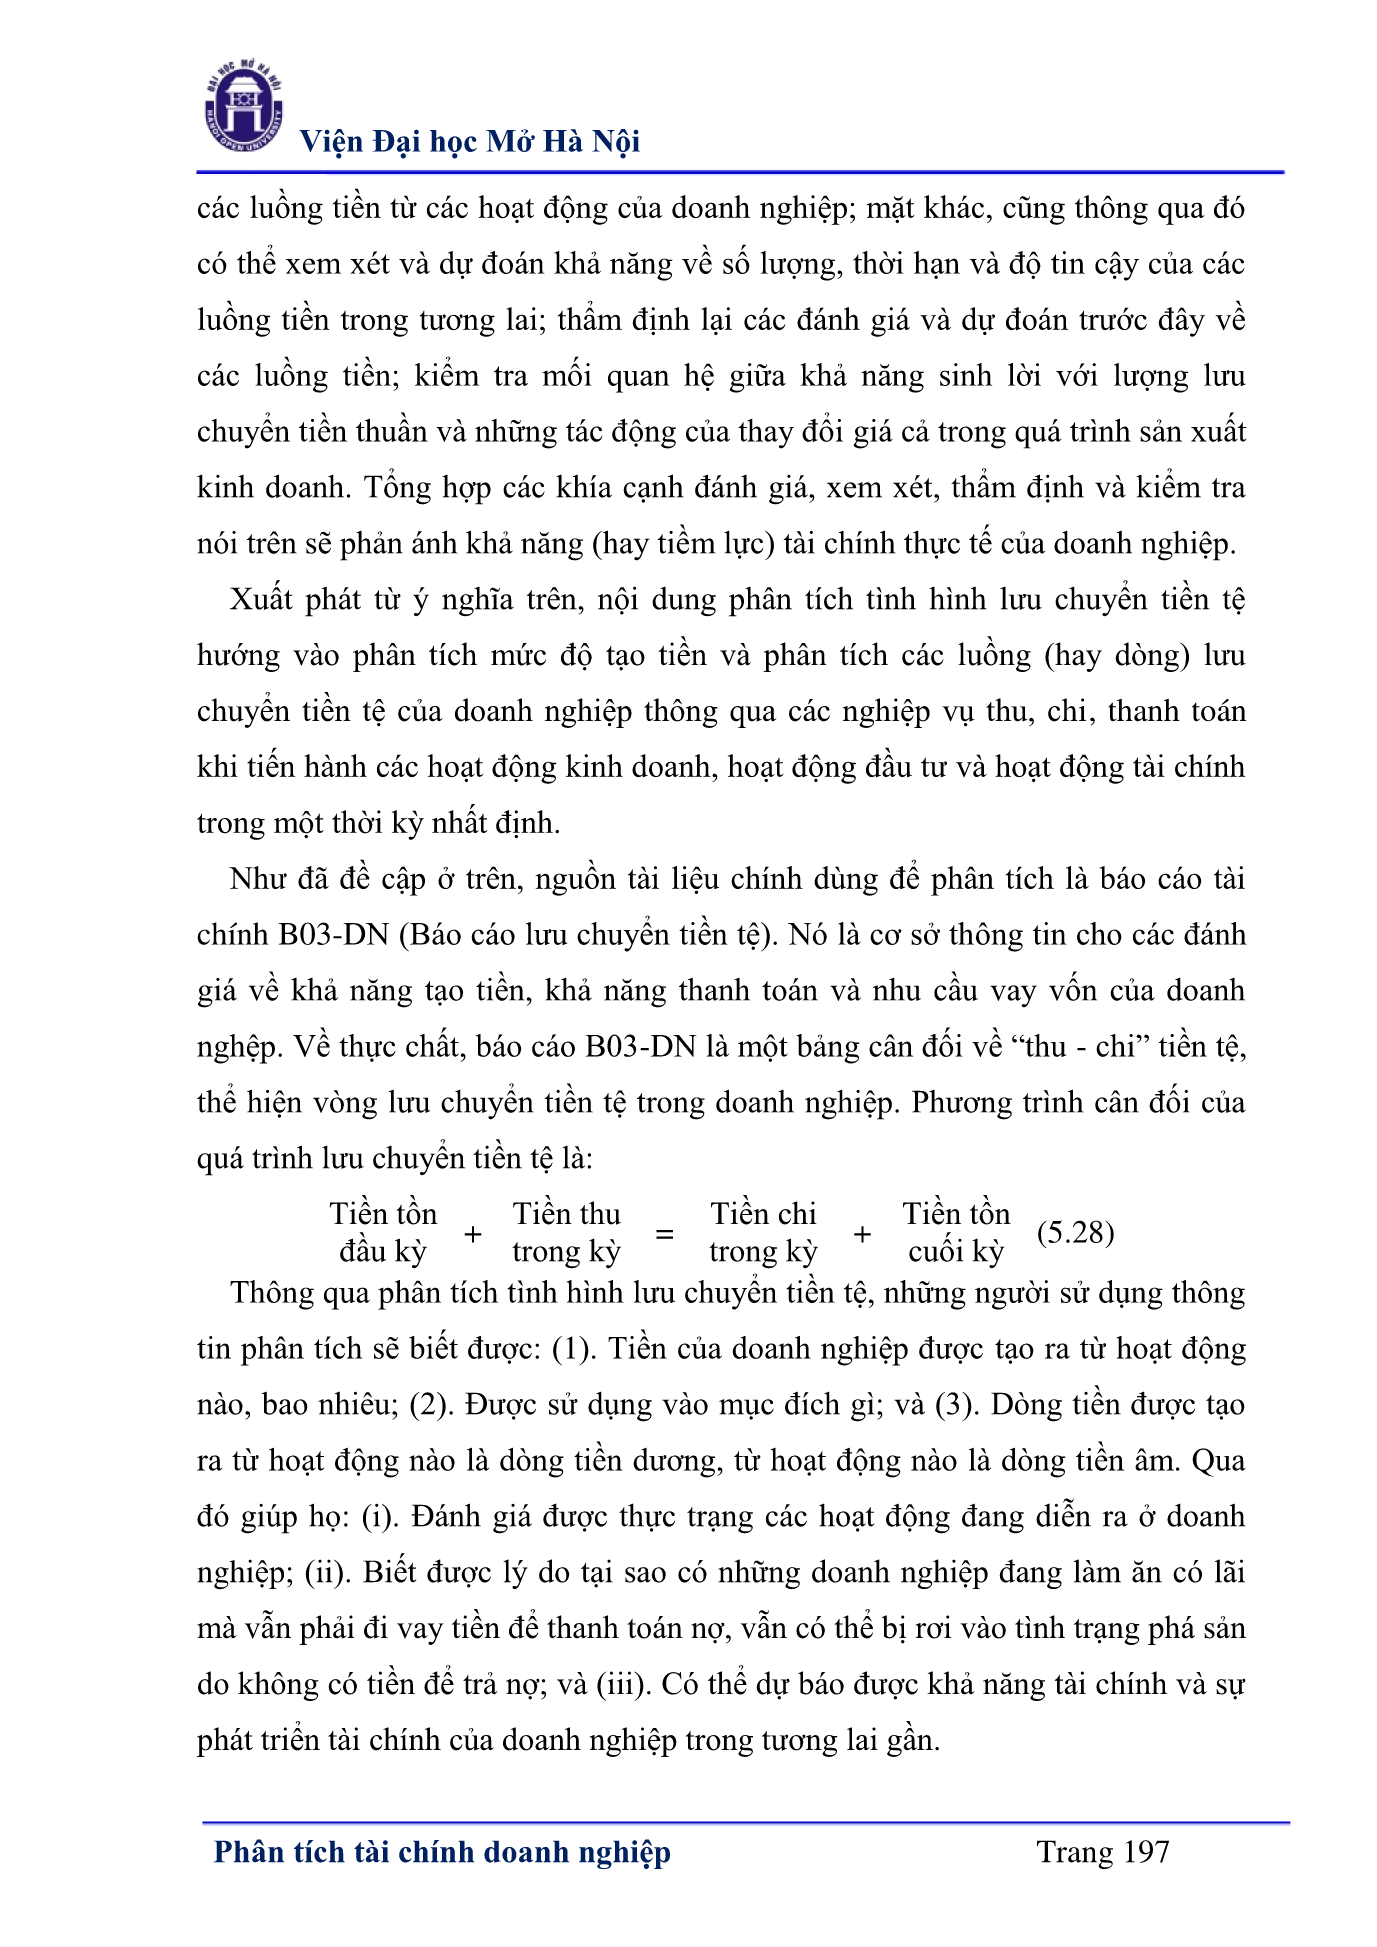 ĐẠI HỌC MỞ HÀ NỘI
HANOI OPEN UNIVERSITY
Viện Đại học Mở Hà Nội
các luồng tiền từ các hoạt động của doanh nghiệp; mặt khác, cũng thông qua đó
có thể xem xét và dự đoán khả năng về số lượng, thời hạn và độ tin cậy của các
luồng tiền trong tương lai; thẩm định lại các đánh giá và dự đoán trước đây về
các luồng tiền; kiểm tra mối quan hệ giữa khả năng sinh lời với lượng lưu
chuyển tiền thuần và những tác động của thay đổi giá cả trong quá trình sản xuất
kinh doanh. Tổng hợp các khía cạnh đánh giá, xem xét, thẩm định và kiểm tra
nói trên sẽ phản ánh khả năng (hay tiềm lực) tài chính thực tế của doanh nghiệp.
Xuất phát từ ý nghĩa trên, nội dung phân tích tình hình lưu chuyển tiền tệ
hướng vào phân tích mức độ tạo tiền và phân tích các luồng (hay dòng) lưu
chuyển tiền tệ của doanh nghiệp thông qua các nghiệp vụ thu, chi, thanh toán
khi tiến hành các hoạt động kinh doanh, hoạt động đầu tư và hoạt động tài chính
trong một thời kỳ nhất định.
Như đã đề cập ở trên, nguồn tài liệu chính dùng để phân tích là báo cáo tài
chính B03-DN (Báo cáo lưu chuyển tiền tệ). Nó là cơ sở thông tin cho các đánh
giá về khả năng tạo tiền, khả năng thanh toán và nhu cầu vay vốn của doanh
nghệp. Về thực chất, báo cáo B03-DN là một bảng cân đối về “thu - chi” tiền tệ,
thể hiện vòng lưu chuyển tiền tệ trong doanh nghiệp. Phương trình cân đối của
quá trình lưu chuyển tiền tệ là:
Tiền tồn đầu kỳ + Tiền thu trong kỳ = Tiền chi trong kỳ + Tiền tồn cuối kỳ (5.28)
Thông qua phân tích tình hình lưu chuyển tiền tệ, những người sử dụng thông
tin phân tích sẽ biết được: (1). Tiền của doanh nghiệp được tạo ra từ hoạt động
nào, bao nhiêu; (2). Được sử dụng vào mục đích gì; và (3). Dòng tiền được tạo
ra từ hoạt động nào là dòng tiền dương, từ hoạt động nào là dòng tiền âm. Qua
đó giúp họ: (i). Đánh giá được thực trạng các hoạt động đang diễn ra ở doanh
nghiệp; (ii). Biết được lý do tại sao có những doanh nghiệp đang làm ăn có lãi
mà vẫn phải đi vay tiền để thanh toán nợ, vẫn có thể bị rơi vào tình trạng phá sản
do không có tiền để trả nợ; và (iii). Có thể dự báo được khả năng tài chính và sự
phát triển tài chính của doanh nghiệp trong tương lai gần.
Phân tích tài chính doanh nghiệp Trang 197